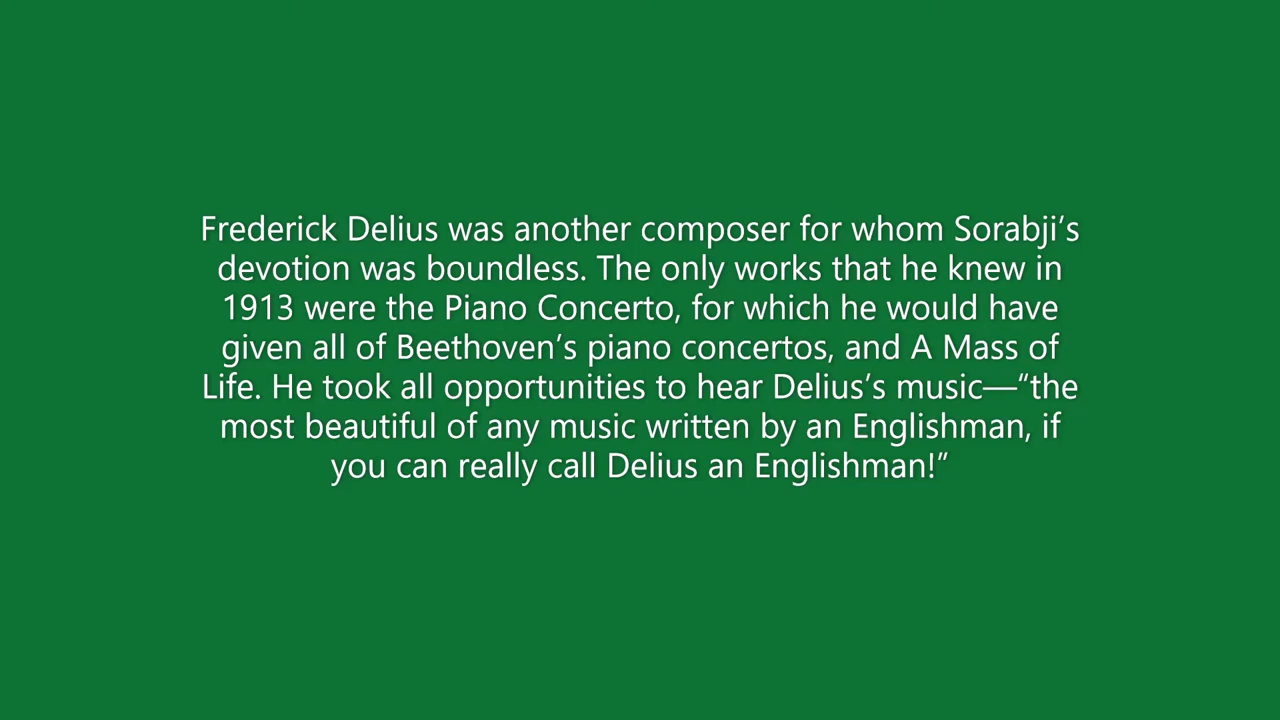 Frederick Delius was another composer for whom Sorabji’s
devotion was boundless. The only works that he knew in
1913 were the Piano Concerto, for which he would have
given all of Beethoven’s piano concertos, and A Mass of
Life. He took all opportunities to hear Delius’s music—“the
most beautiful of any music written by an Englishman, if
you can really call Delius an Englishman!”